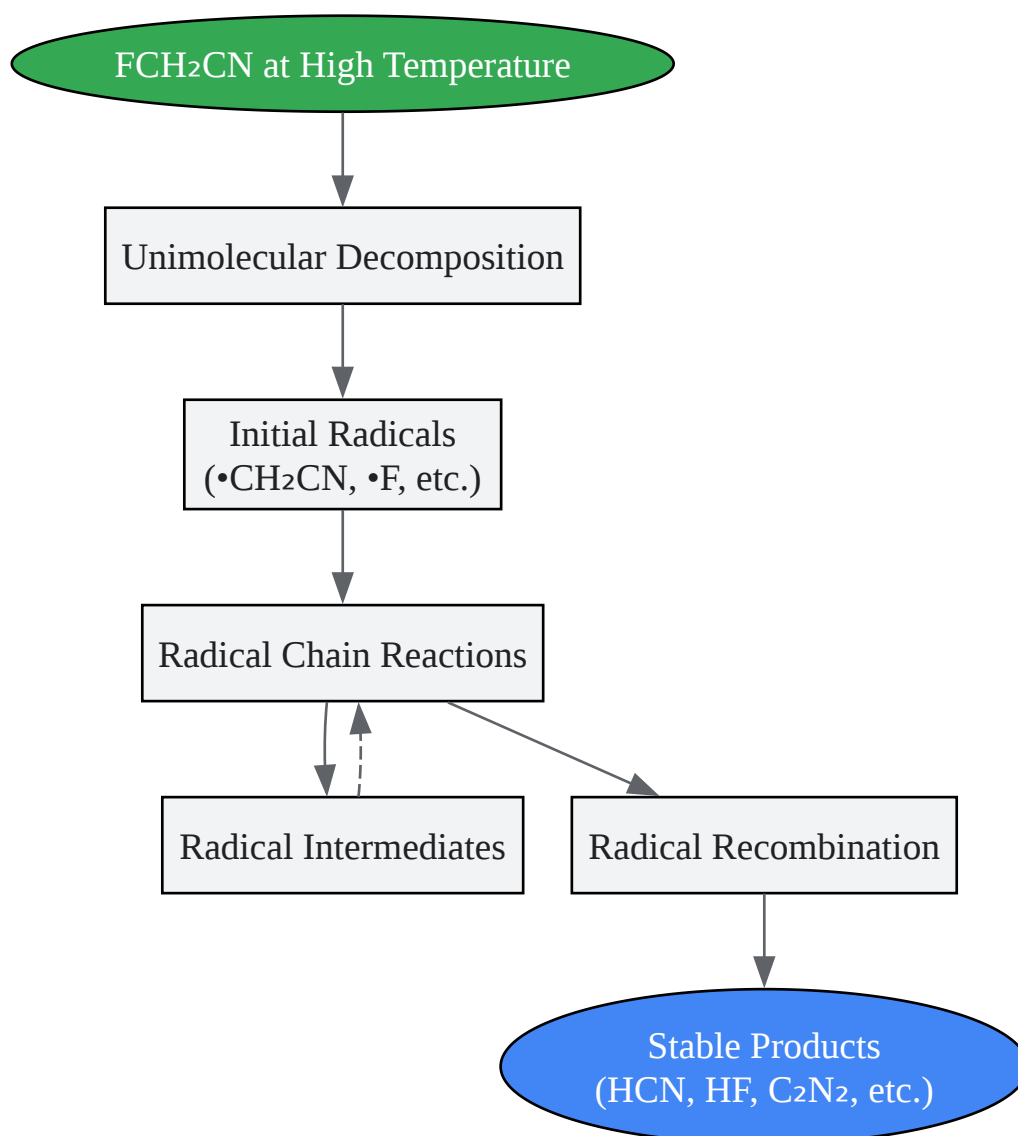 FCH₂CN at High Temperature
Unimolecular Decomposition
Initial Radicals
(•CH₂CN, •F, etc.)
Radical Chain Reactions
Radical Intermediates
Radical Recombination
Stable Products
(HCN, HF, C₂N₂, etc.)